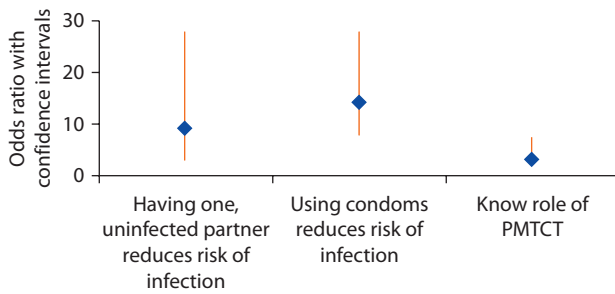 Odds ratio with
confidence intervals
30
20
10
0
Having one,
uninfected partner
reduces risk of
infection
Using condoms
reduces risk of
infection
Know role of
PMTCT